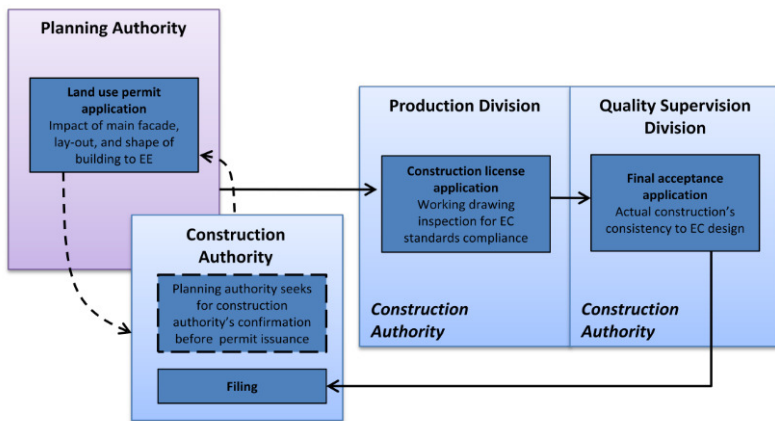 Planning Authority
Land use permit
application
Impact of main facade,
lay-out, and shape of
building to EE
Construction
Authority
Planning authority seeks
for construction
authority's confirmation
before permit issuance
Filing
Production Division
Construction license
application
Working drawing
inspection for EC
standards compliance
Construction
Authority
Quality Supervision
Division
Final acceptance
application
Actual construction's
consistency to EC design
Construction
Authority